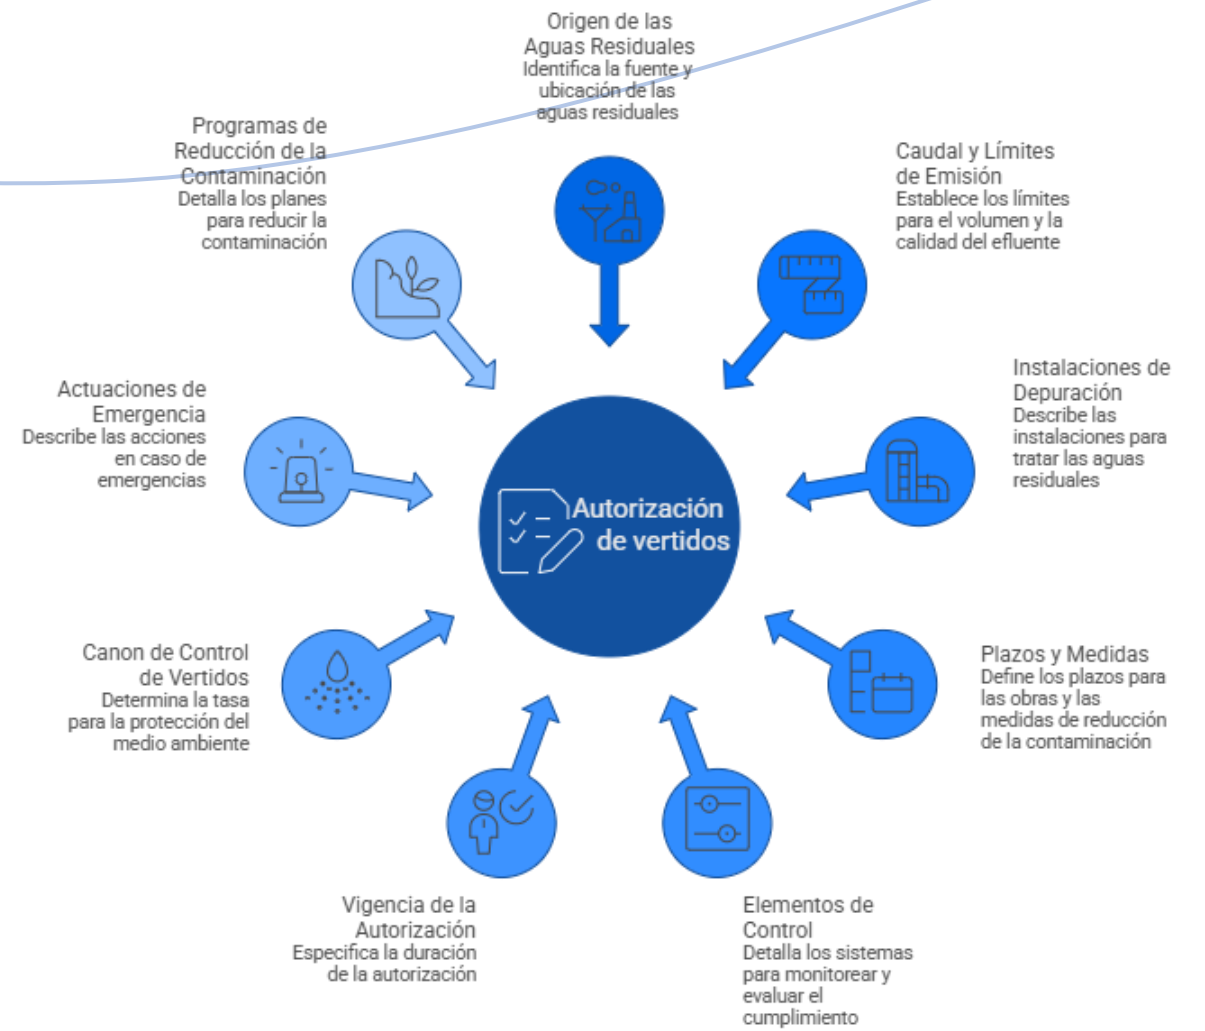 Origen de las
Aguas Residuales
Identifica la fuente y
ubicación de las
aguas residuales
Caudal y Límites
de Emisión
Establece los límites
para el volumen y la
calidad del efluente
Instalaciones de
Depuración
Describe las
instalaciones para
tratar las aguas
residuales
Plazos y Medidas
Define los plazos para
las obras y las
medidas de reducción
de la contaminación
Elementos de
Control
Detalla los sistemas
para monitorear y
evaluar el
cumplimiento
Vigencia de la
Autorización
Especifica la duración
de la autorización
Canon de Control
de Vertidos
Determina la tasa
para la protección del
medio ambiente
Actuaciones de
Emergencia
Describe las acciones
en caso de
emergencias
Programas de
Reducción de la
Contaminación
Detalla los planes
para reducir la
contaminación
Autorización
de vertidos